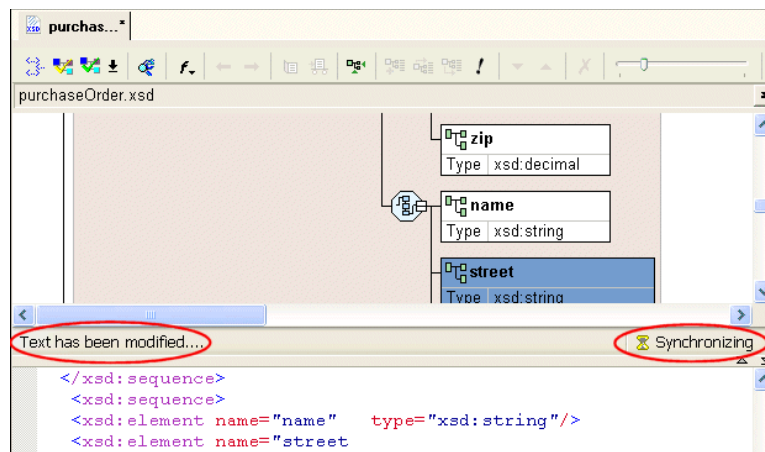 XSD purchas...*
f
purchaseOrder.xsd
zip
Type xsd:decimal
name
Type xsd:string
street
Type xsd:string
Text has been modified....
Synchronizing
</xsd:sequence>
<xsd:sequence>
<xsd:element name="name" type="xsd:string"/>
<xsd:element name="street